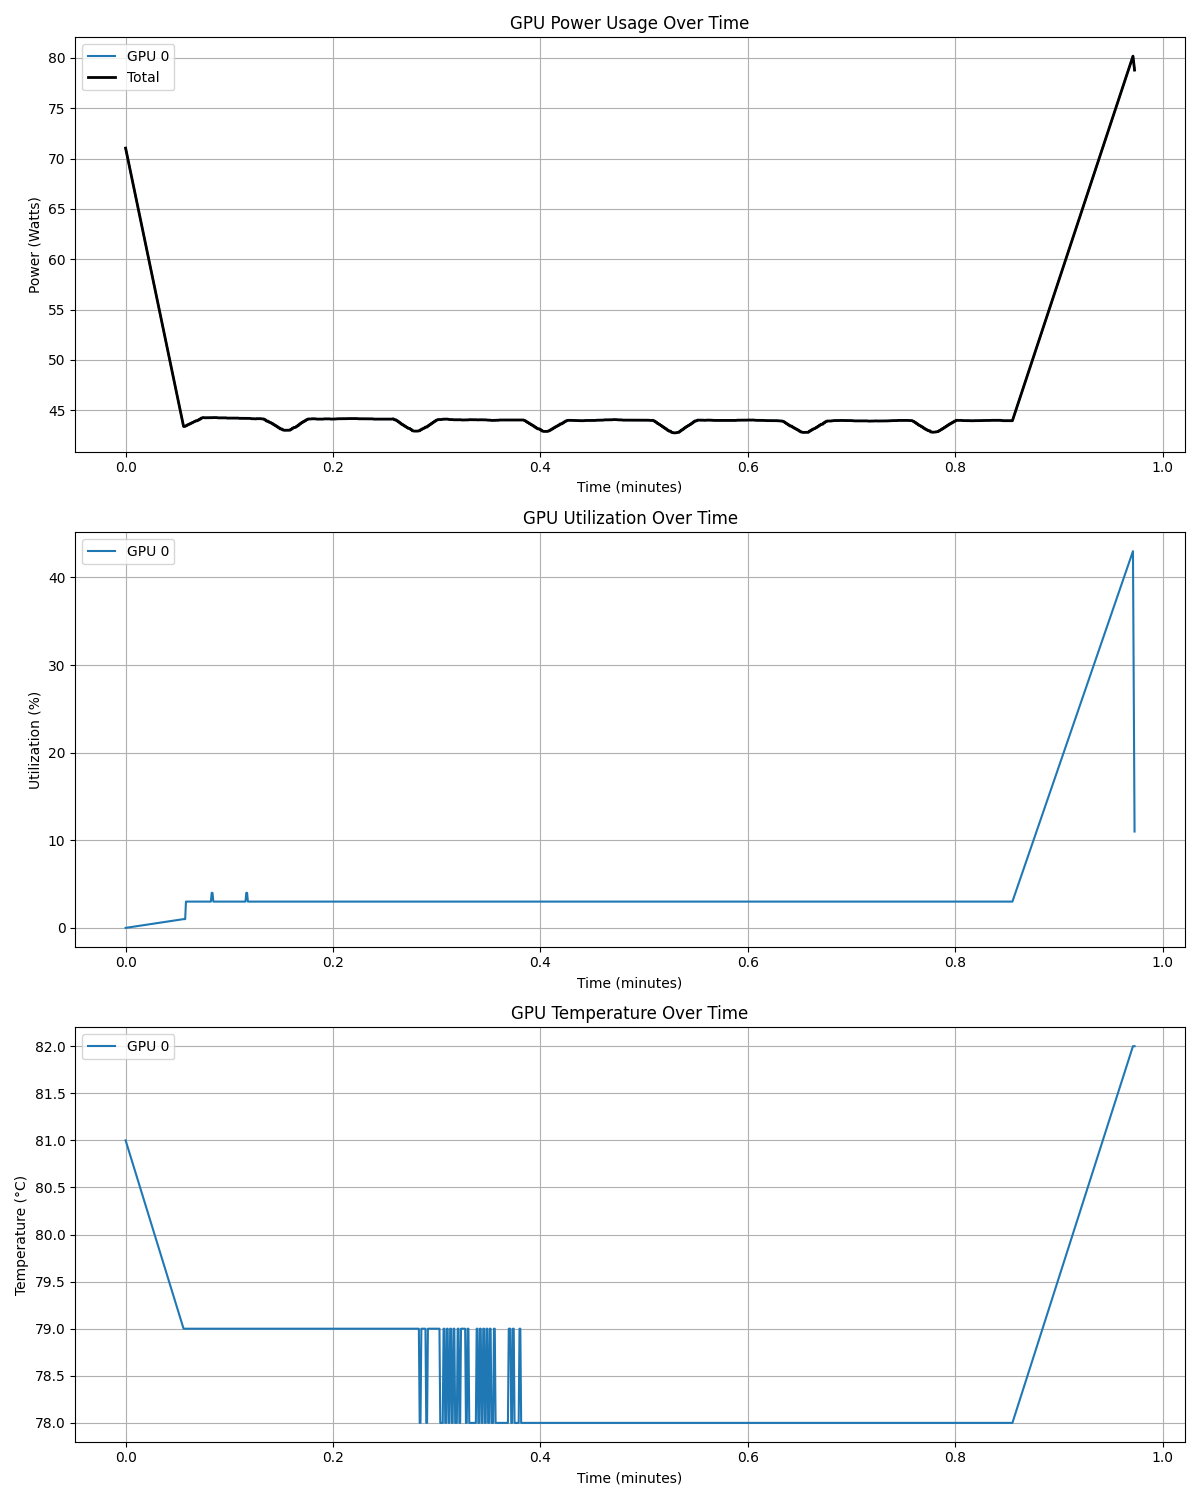 GPU Power Usage Over Time
GPU 0
Total
80
75
70
65
60
55
50
45
Power (Watts)
0.0 0.2 0.4 0.6 0.8 1.0
Time (minutes)
GPU Utilization Over Time
GPU 0
40
30
20
10
0
Utilization (%)
0.0 0.2 0.4 0.6 0.8 1.0
Time (minutes)
GPU Temperature Over Time
GPU 0
82.0
81.5
81.0
80.5
80.0
79.5
79.0
78.5
78.0
Temperature (°C)
0.0 0.2 0.4 0.6 0.8 1.0
Time (minutes)